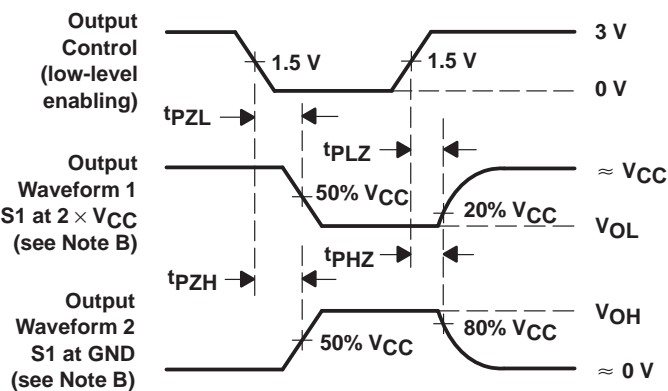 Output
Control
(low-level
enabling)
1.5 V
1.5 V
3 V
0 V
tPZL
tPLZ
Output
Waveform 1
S1 at 2 × VCC
(see Note B)
50% VCC
20% VCC
≈ VCC
VOL
tPZH
tPHZ
Output
Waveform 2
S1 at GND
(see Note B)
50% VCC
80% VCC
VOH
≈ 0 V